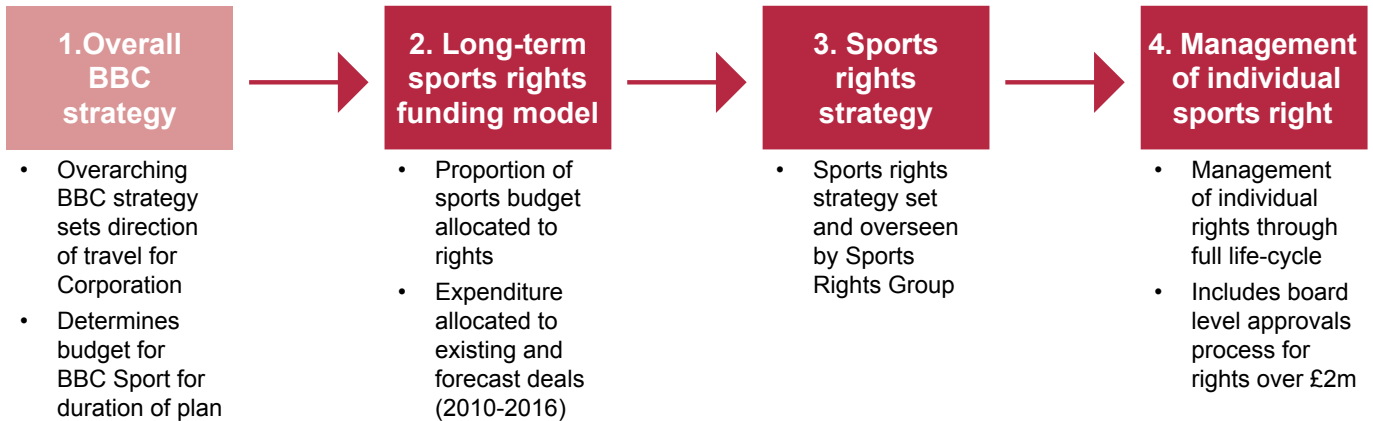 1.Overall
BBC
strategy
• Overarching
BBC strategy
sets direction
of travel for
Corporation
• Determines
budget for
BBC Sport for
duration of plan
2. Long-term
sports rights
funding model
• Proportion of
sports budget
allocated to
rights
• Expenditure
allocated to
existing and
forecast deals
(2010-2016)
3. Sports
rights
strategy
• Sports rights
strategy set
and overseen
by Sports
Rights Group
4. Management
of individual
sports right
• Management
of individual
rights through
full life-cycle
• Includes board
level approvals
process for
rights over £2m